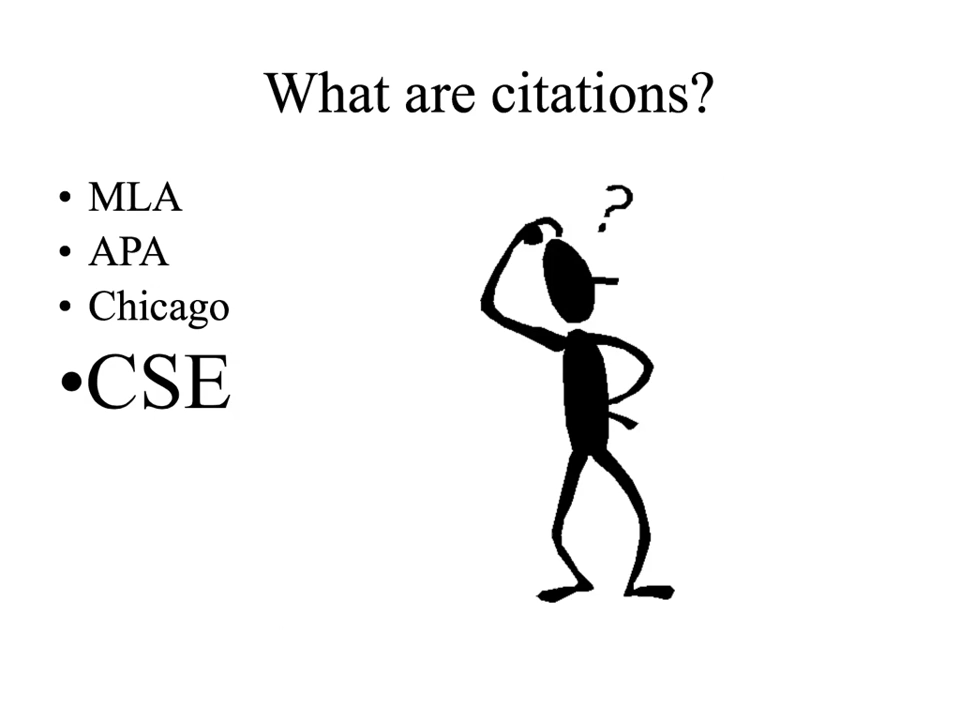 What are citations?
• MLA
• APA
• Chicago
•CSE
?